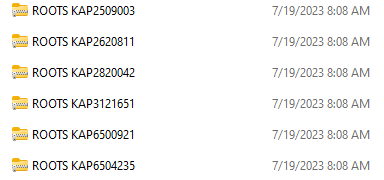 ROOTS KAP2509003 7/19/2023 8:08 AM
ROOTS KAP2620811 7/19/2023 8:08 AM
ROOTS KAP2820042 7/19/2023 8:08 AM
ROOTS KAP3121651 7/19/2023 8:08 AM
ROOTS KAP6500921 7/19/2023 8:08 AM
ROOTS KAP6504235 7/19/2023 8:08 AM